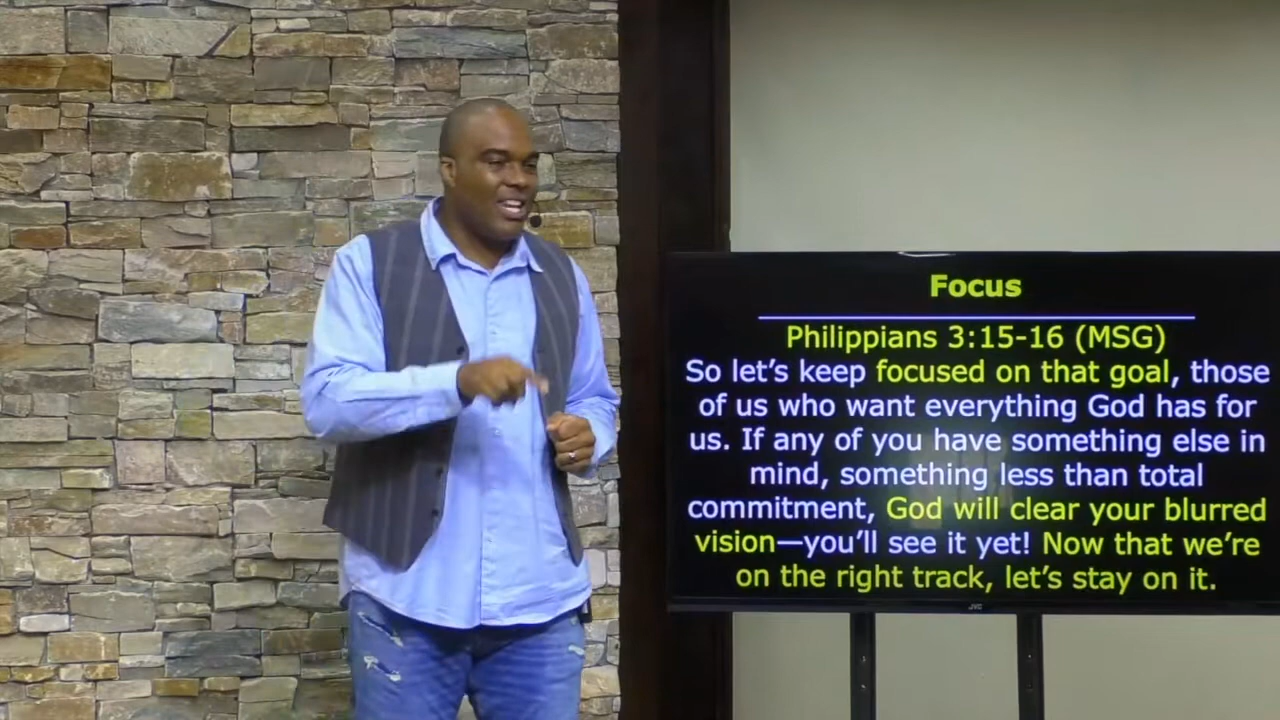 Focus
Philippians 3:15-16 (MSG)
So let's keep focused on that goal, those
of us who want everything God has for
us. If any of you have something else in
mind, something less than total
commitment, God will clear your blurred
vision—you'll see it yet! Now that we're
on the right track, let's stay on it.
JVC